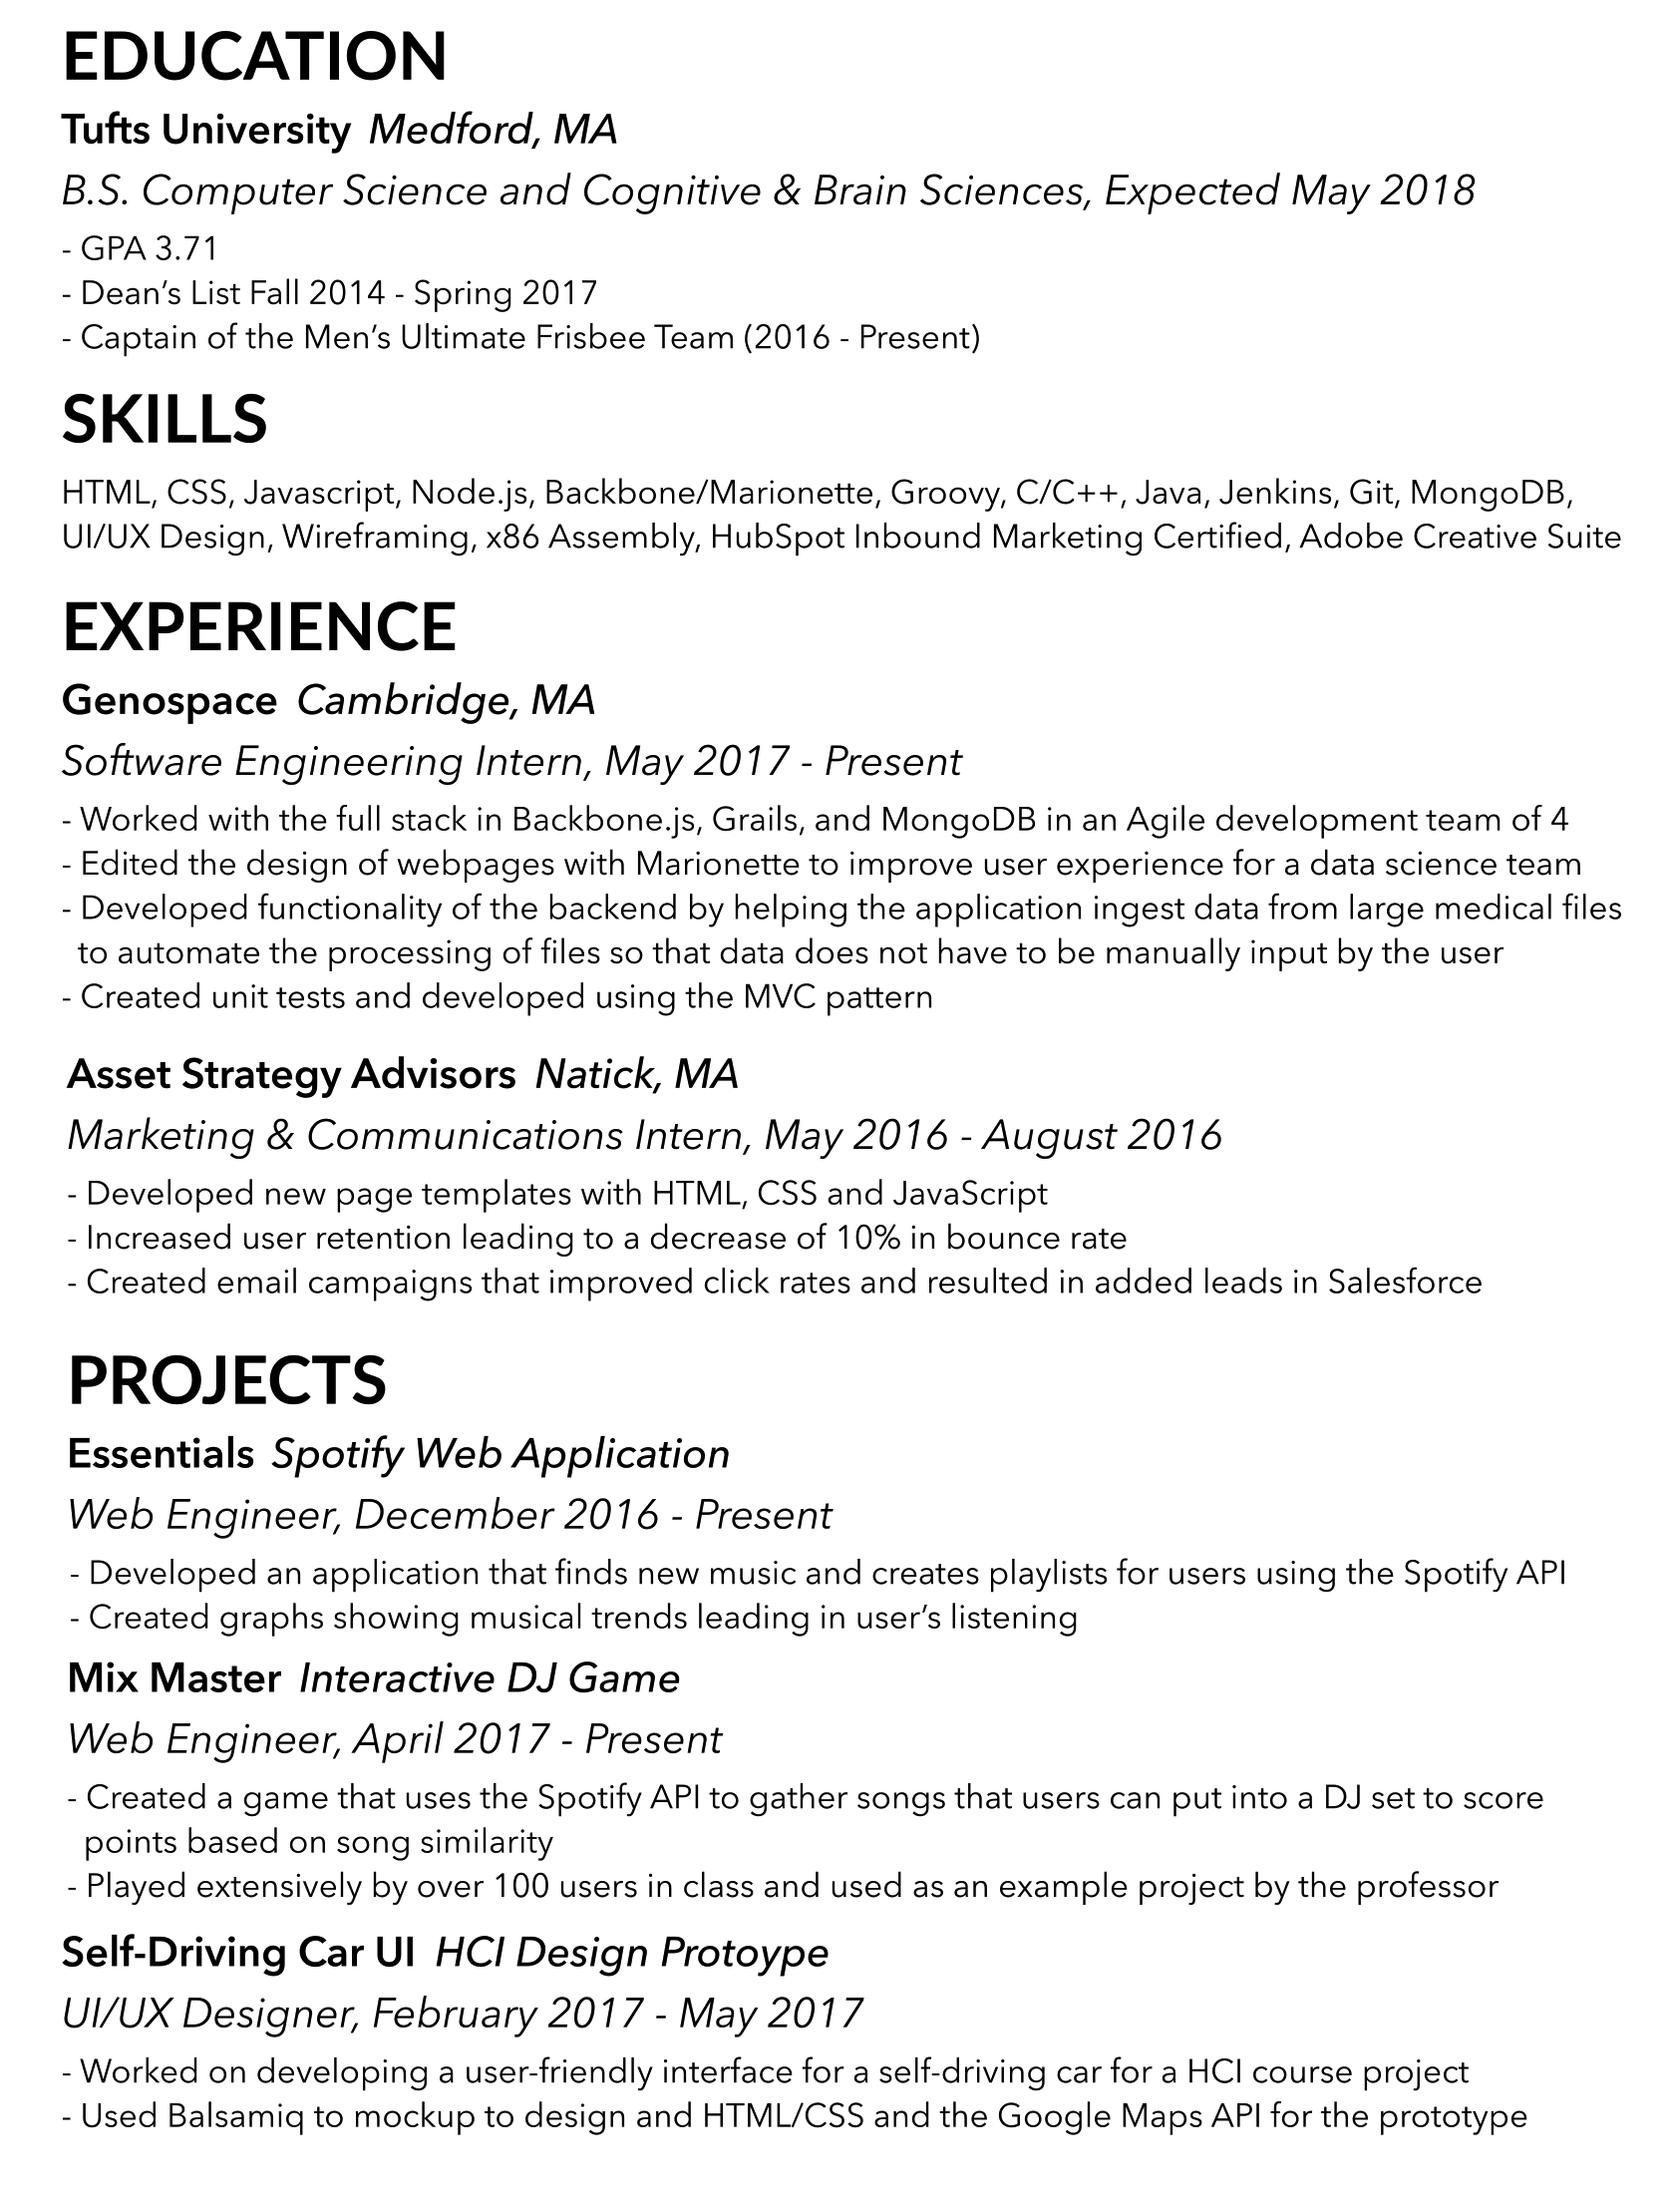 EDUCATION
Tufts University Medford, MA
B.S. Computer Science and Cognitive & Brain Sciences, Expected May 2018
- GPA 3.71
- Dean’s List Fall 2014 - Spring 2017
- Captain of the Men’s Ultimate Frisbee Team (2016 - Present)
SKILLS
HTML, CSS, Javascript, Node.js, Backbone/Marionette, Groovy, C/C++, Java, Jenkins, Git, MongoDB,
UI/UX Design, Wireframing, x86 Assembly, HubSpot Inbound Marketing Certified, Adobe Creative Suite
EXPERIENCE
Genospace Cambridge, MA
Software Engineering Intern, May 2017 - Present
- Worked with the full stack in Backbone.js, Grails, and MongoDB in an Agile development team of 4
- Edited the design of webpages with Marionette to improve user experience for a data science team
- Developed functionality of the backend by helping the application ingest data from large medical files
to automate the processing of files so that data does not have to be manually input by the user
- Created unit tests and developed using the MVC pattern
Asset Strategy Advisors Natick, MA
Marketing & Communications Intern, May 2016 - August 2016
- Developed new page templates with HTML, CSS and JavaScript
- Increased user retention leading to a decrease of 10% in bounce rate
- Created email campaigns that improved click rates and resulted in added leads in Salesforce
PROJECTS
Essentials Spotify Web Application
Web Engineer, December 2016 - Present
- Developed an application that finds new music and creates playlists for users using the Spotify API
- Created graphs showing musical trends leading in user’s listening
Mix Master Interactive DJ Game
Web Engineer, April 2017 - Present
- Created a game that uses the Spotify API to gather songs that users can put into a DJ set to score
points based on song similarity
- Played extensively by over 100 users in class and used as an example project by the professor
Self-Driving Car UI HCI Design Protoype
UI/UX Designer, February 2017 - May 2017
- Worked on developing a user-friendly interface for a self-driving car for a HCI course project
- Used Balsamiq to mockup to design and HTML/CSS and the Google Maps API for the prototype